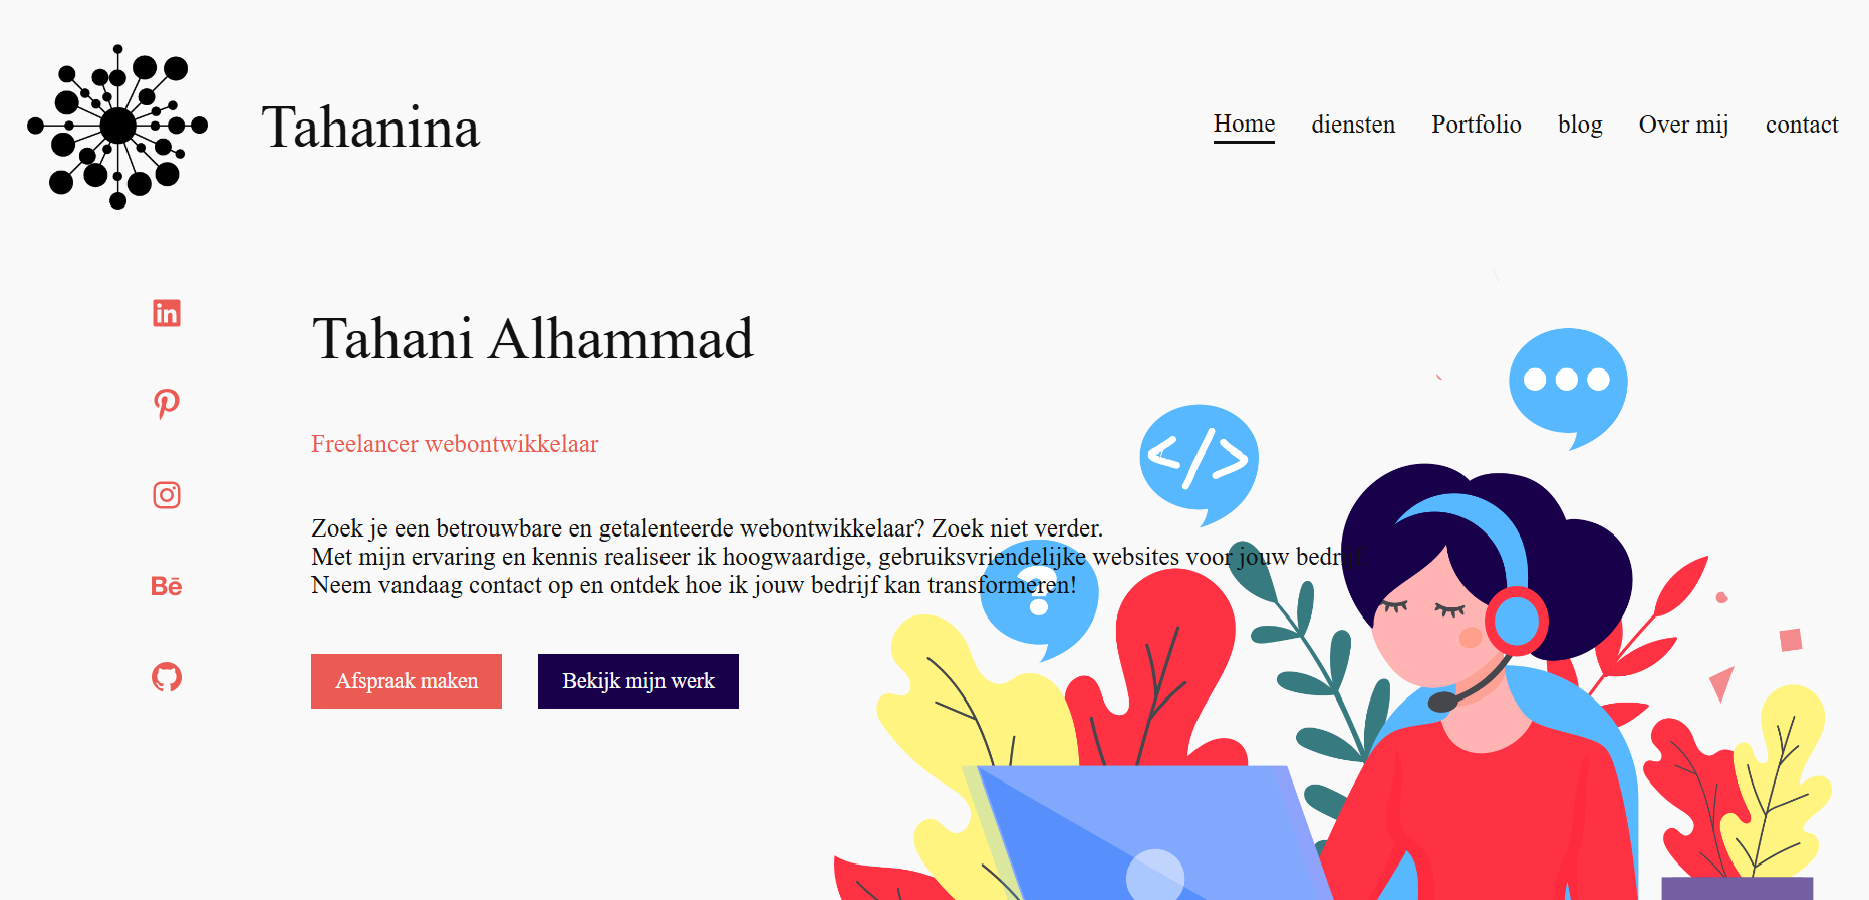 Tahanina
Home diensten Portfolio blog Over mij contact
Tahani Alhammad
Freelancer webontwikkelaar
Zoek je een betrouwbare en getalenteerde webontwikkelaar? Zoek niet verder.
Met mijn ervaring en kennis realiseer ik hoogwaardige, gebruiksvriendelijke websites voor jouw bedrijf.
Neem vandaag contact op en ontdek hoe ik jouw bedrijf kan transformeren!
Afspraak maken Bekijk mijn werk
in
Bē
</>
?